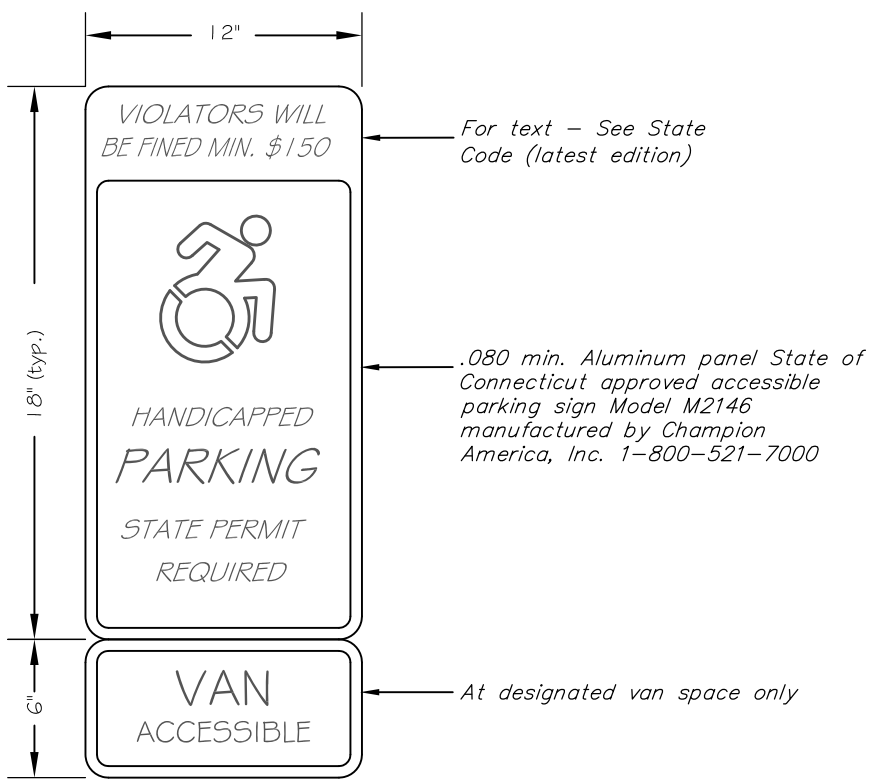 12"
VIOLATORS WILL
BE FINED MIN. $150
For text – See State
Code (latest edition)
18" (typ.)
.080 min. Aluminum panel State of
Connecticut approved accessible
parking sign Model M2146
manufactured by Champion
America, Inc. 1–800–521–7000
HANDICAPPED
PARKING
STATE PERMIT
REQUIRED
6"
VAN
ACCESSIBLE
At designated van space only